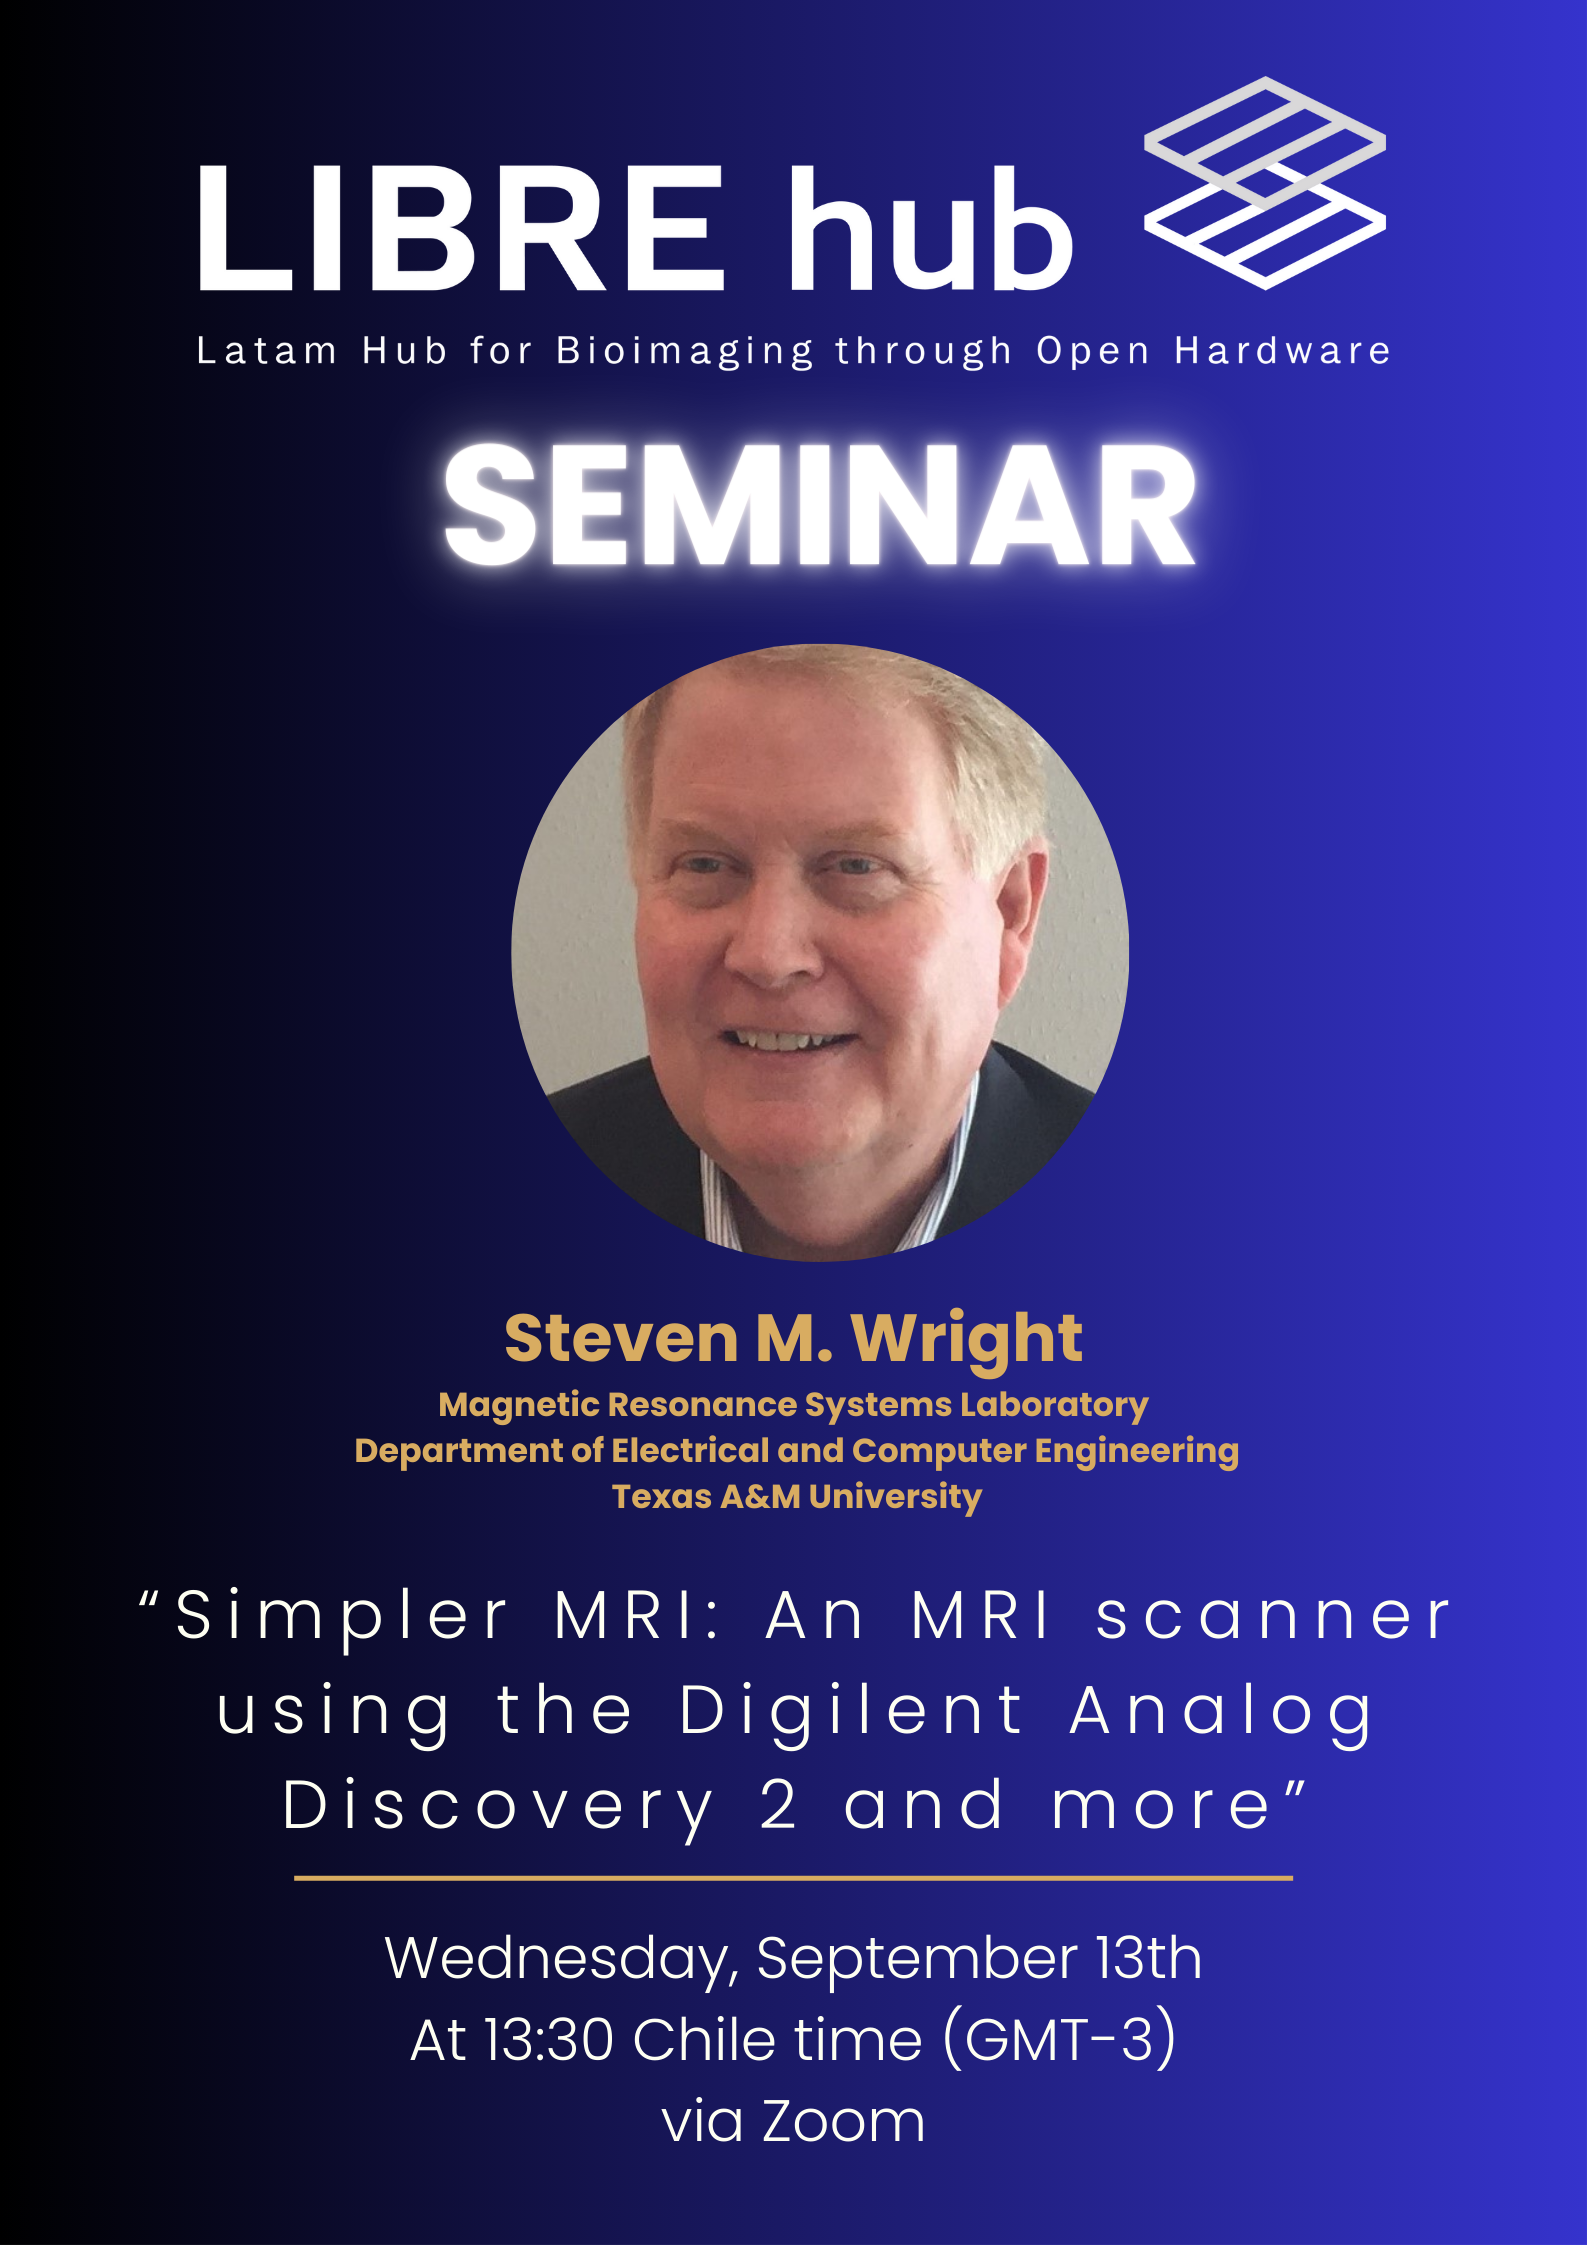 LIBRE hub
Latam Hub for Bioimaging through Open Hardware
SEMINAR
Steven M. Wright
Magnetic Resonance Systems Laboratory
Department of Electrical and Computer Engineering
Texas A&M University
“Simpler MRI: An MRI scanner
using the Digilent Analog
Discovery 2 and more”
Wednesday, September 13th
At 13:30 Chile time (GMT-3)
via Zoom